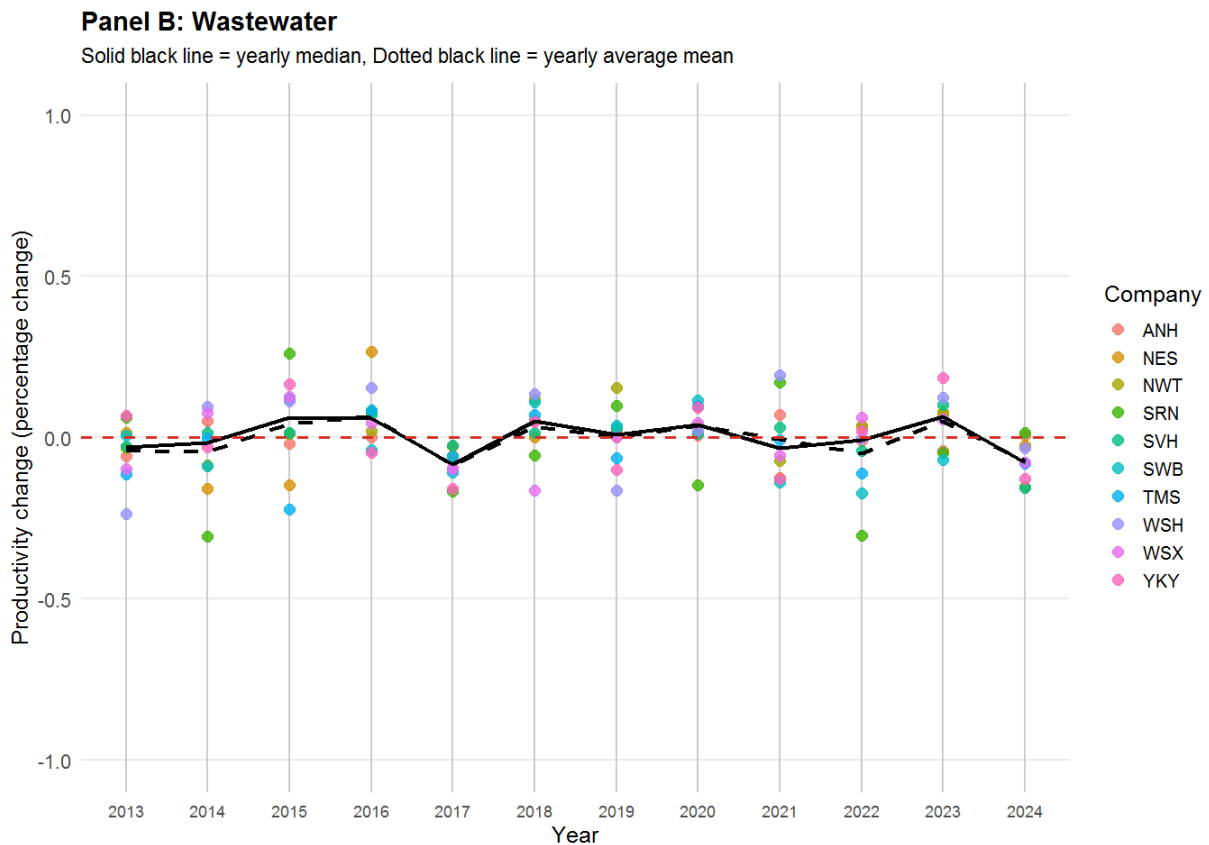 Panel B: Wastewater
Solid black line = yearly median, Dotted black line = yearly average mean
Productivity change (percentage change)
1.0
0.5
0.0
-0.5
-1.0
2013 2014 2015 2016 2017 2018 2019 2020 2021 2022 2023 2024
Year
Company
ANH
NES
NWT
SRN
SVH
SWB
TMS
WSH
WSX
YKY